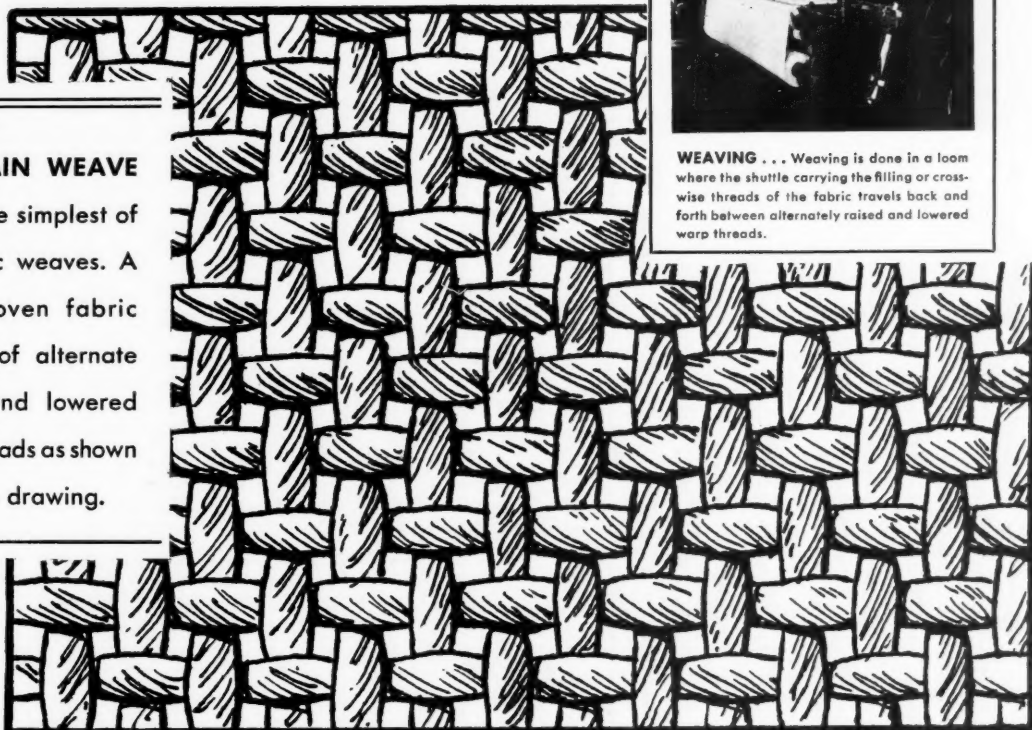 AIN WEAVE
e simplest of
c weaves. A
oven fabric
of alternate
nd lowered
ads as shown
drawing.
WEAVING . . . Weaving is done in a loom
where the shuttle carrying the filling or cross-
wise threads of the fabric travels back and
forth between alternately raised and lowered
warp threads.